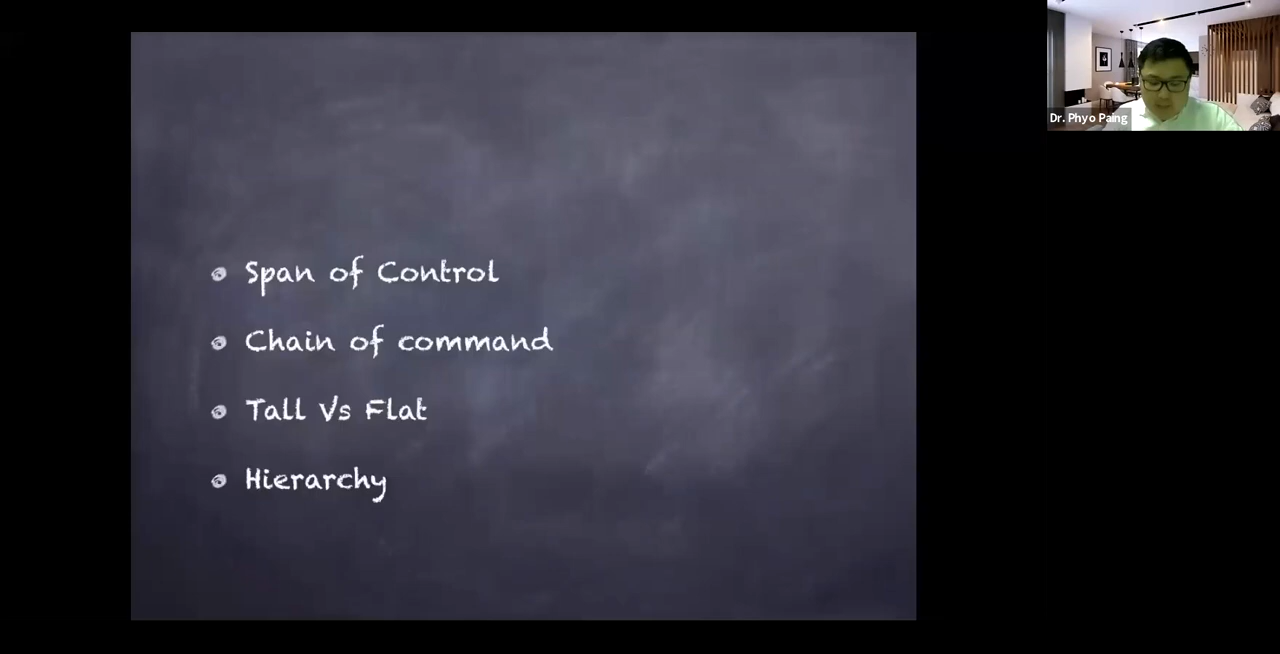 Span of Control
Chain of command
Tall Vs Flat
Hierarchy
Dr. Phyo Paing